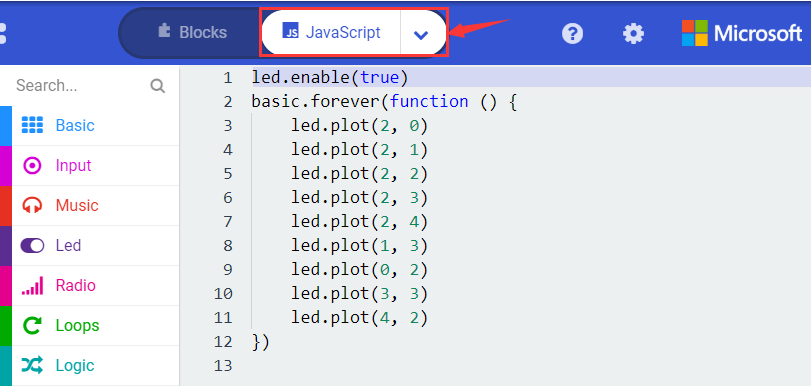 Blocks
JS JavaScript
?
Microsoft
Search...
Basic
Input
Music
Led
Radio
Loops
Logic
1 led.enable(true)
2 basic.forever(function () {
3 led.plot(2, 0)
4 led.plot(2, 1)
5 led.plot(2, 2)
6 led.plot(2, 3)
7 led.plot(2, 4)
8 led.plot(1, 3)
9 led.plot(0, 2)
10 led.plot(3, 3)
11 led.plot(4, 2)
12 })
13